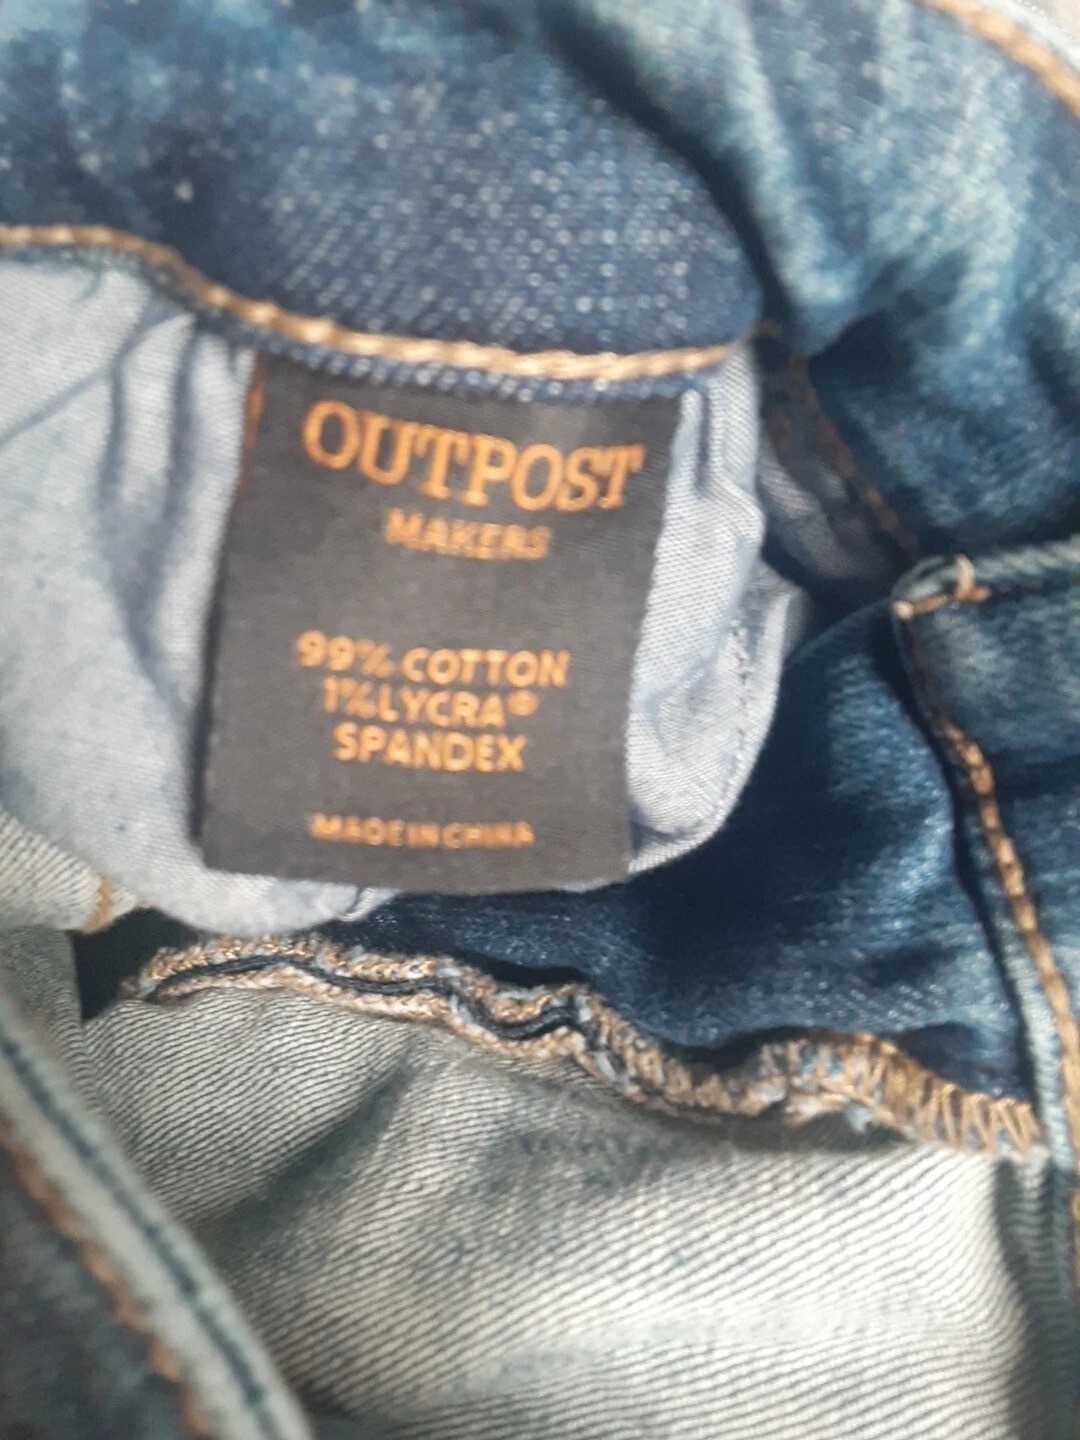 OUTPOST
MAKERS
99% COTTON
1% LYCRA®
SPANDEX
MADE IN CHINA